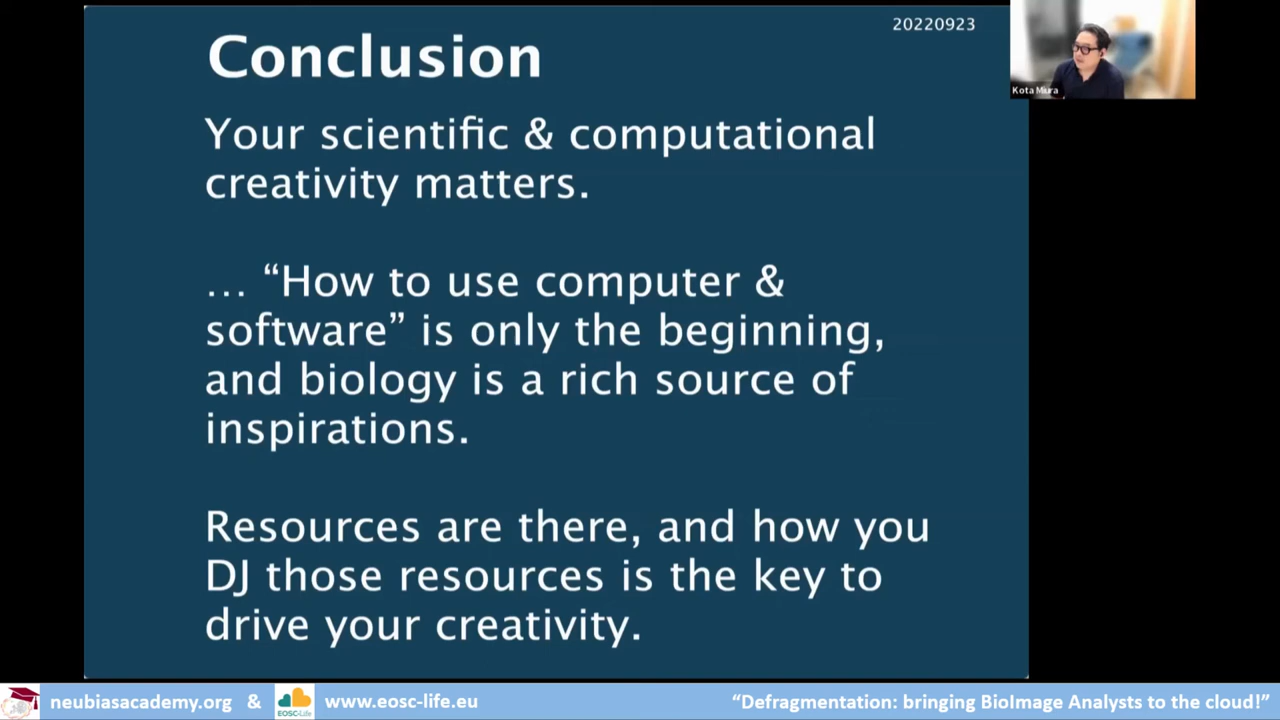 20220923
Conclusion
Kota Miura
Your scientific & computational
creativity matters.
… “How to use computer &
software” is only the beginning,
and biology is a rich source of
inspirations.
Resources are there, and how you
DJ those resources is the key to
drive your creativity.
neubiasacademy.org & EOSC-Life www.eosc-life.eu “Defragmentation: bringing BioImage Analysts to the cloud!”